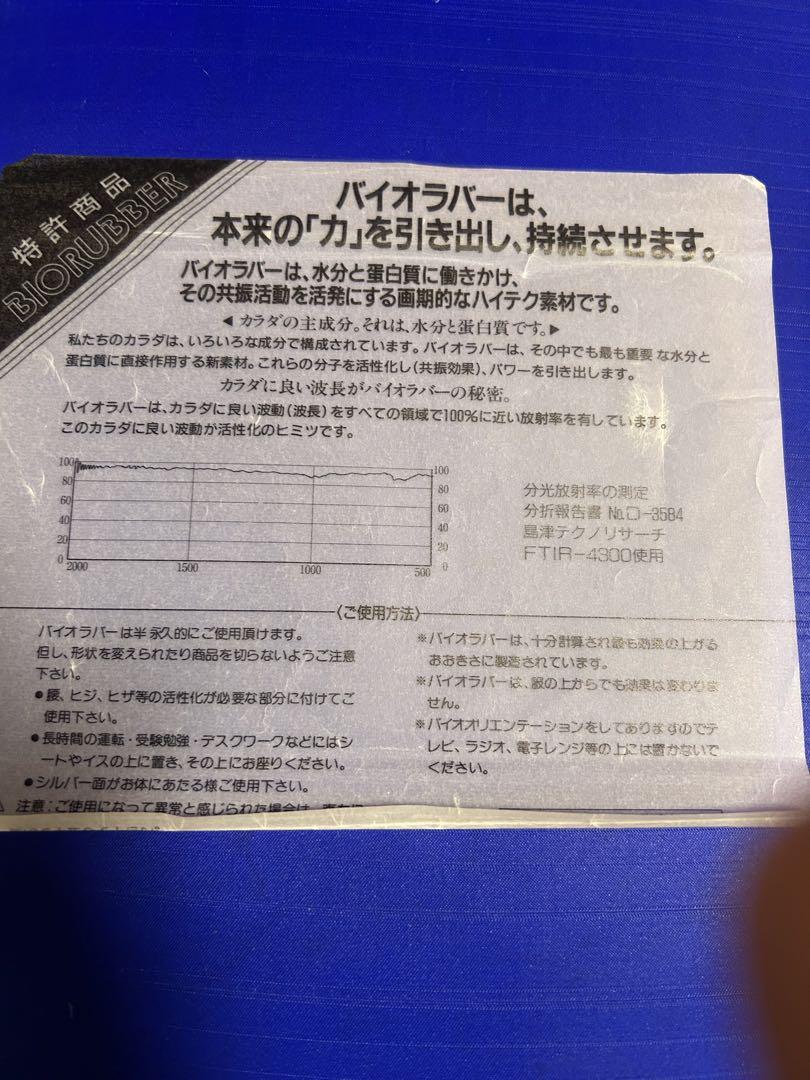 特許商品
BIORUBBER
バイオラバーは、
本来の「力」を引き出し、持続させます。
バイオラバーは、水分と蛋白質に働きかけ、
その共振活動を活発にする画期的なハイテク素材です。
◀ カラダの主成分。それは、水分と蛋白質です。▶
私たちのカラダは、いろいろな成分で構成されています。バイオラバーは、その中でも最も重要な水分と
蛋白質に直接作用する新素材。これらの分子を活性化し(共振効果)、パワーを引き出します。
カラダに良い波長がバイオラバーの秘密。
バイオラバーは、カラダに良い波動(波長)をすべての領域で100%に近い放射率を有しています。
このカラダに良い波動が活性化のヒミツです。
100 100
80 80
60 60
40 40
20 20
0 0
2000 1500 1000 500
分光放射率の測定
分折報告書 No.D-3584
島津テクノリサーチ
FTIR-4300使用
〈ご使用方法〉
バイオラバーは半永久的にご使用頂けます。
但し、形状を変えられたり商品を切らないようご注意
下さい。
●腰、ヒジ、ヒザ等の活性化が必要な部分に付けてご
使用下さい。
●長時間の運転・受験勉強・デスクワークなどにはシ
ートやイスの上に置き、その上にお座りください。
●シルバー面がお体にあたる様ご使用下さい。
注意：ご使用になって異常と感じられた場合は、
※バイオラバーは、十分計算され最も効果の上がる
おおきさに製造されています。
※バイオラバーは、服の上からでも効果は変わりま
せん。
※バイオオリエンテーションをしてありますのでテ
レビ、ラジオ、電子レンジ等の上には置かないで
ください。